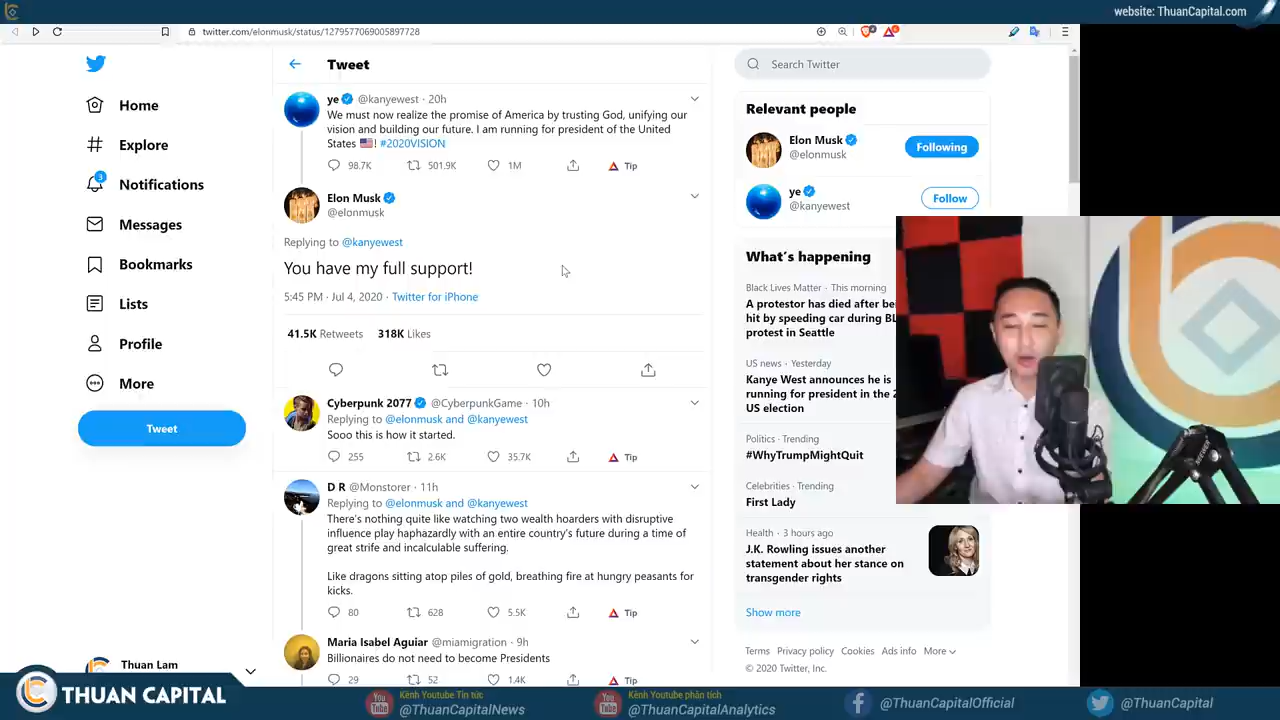 website: ThuanCapital.com
twitter.com/elonmusk/status/1279577069005897728
Home
Explore
3
Notifications
Messages
Bookmarks
Lists
Profile
More
Tweet
Thuan Lam
Tweet
ye @kanyewest · 20h
We must now realize the promise of America by trusting God, unifying our
vision and building our future. I am running for president of the United
States 🇺🇸! #2020VISION
98.7K 501.9K 1M Tip
Elon Musk
@elonmusk
Replying to @kanyewest
You have my full support!
5:45 PM · Jul 4, 2020 · Twitter for iPhone
41.5K Retweets 318K Likes
Cyberpunk 2077 @CyberpunkGame · 10h
Replying to @elonmusk and @kanyewest
Sooo this is how it started.
255 2.6K 35.7K Tip
D R @Monstorer · 11h
Replying to @elonmusk and @kanyewest
There's nothing quite like watching two wealth hoarders with disruptive
influence play haphazardly with an entire country's future during a time of
great strife and incalculable suffering.
Like dragons sitting atop piles of gold, breathing fire at hungry peasants for
kicks.
80 628 5.5K Tip
Maria Isabel Aguiar @miamigration · 9h
Billionaires do not need to become Presidents
29 52 1.4K Tip
Search Twitter
Relevant people
Elon Musk
@elonmusk
Following
ye
@kanyewest
Follow
What's happening
Black Lives Matter · This morning
A protestor has died after be
hit by speeding car during BL
protest in Seattle
US news · Yesterday
Kanye West announces he is
running for president in the 2
US election
Politics · Trending
#WhyTrumpMightQuit
Celebrities · Trending
First Lady
Health · 3 hours ago
J.K. Rowling issues another
statement about her stance on
transgender rights
Show more
Terms Privacy policy Cookies Ads info More
© 2020 Twitter, Inc.
THUAN CAPITAL
You
Tube
Kênh Youtube Tin tức
@ThuanCapitalNews
You
Tube
Kênh Youtube phân tích
@ThuanCapitalAnalytics
@ThuanCapitalOfficial
@ThuanCapital